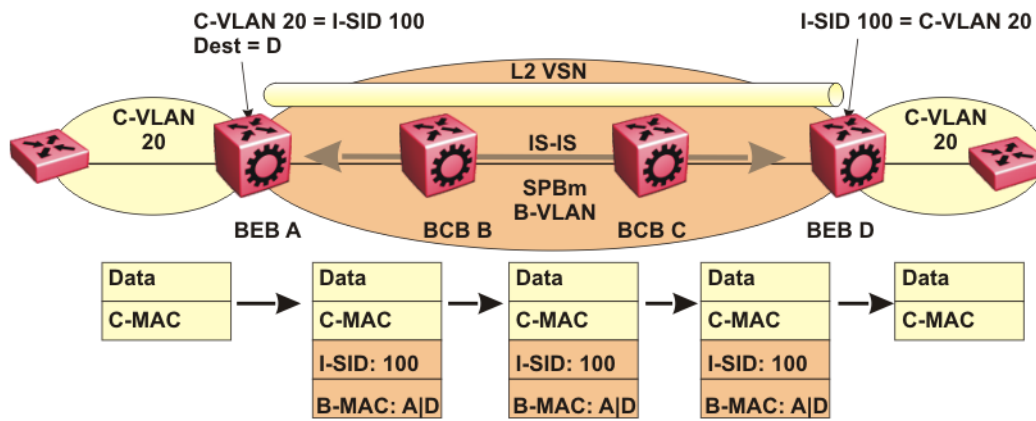 C-VLAN 20 = I-SID 100
Dest = D
I-SID 100 = C-VLAN 20
L2 VSN
C-VLAN
20
IS-IS
C-VLAN
20
SPBm
B-VLAN
BEB A
BCB B
BCB C
BEB D
Data
C-MAC
Data
C-MAC
I-SID: 100
B-MAC: A|D
Data
C-MAC
I-SID: 100
B-MAC: A|D
Data
C-MAC
I-SID: 100
B-MAC: A|D
Data
C-MAC